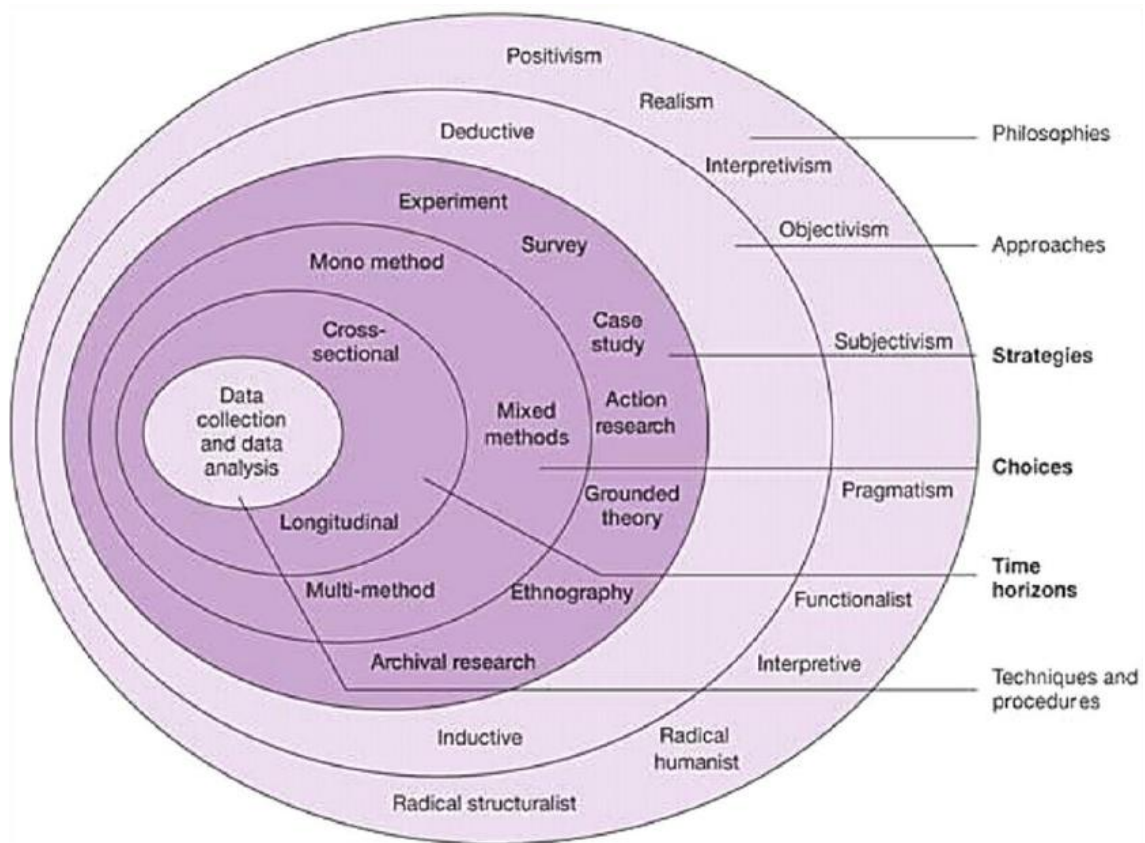 Positivism
Realism
Philosophies
Deductive
Interpretivism
Experiment
Objectivism
Survey
Approaches
Mono method
Case
study
Cross-
sectional
Subjectivism
Strategies
Data
collection
and data
analysis
Mixed
methods
Action
research
Choices
Pragmatism
Grounded
theory
Longitudinal
Time
horizons
Multi-method
Ethnography
Functionalist
Archival research
Interpretive
Techniques and
procedures
Inductive
Radical
humanist
Radical structuralist